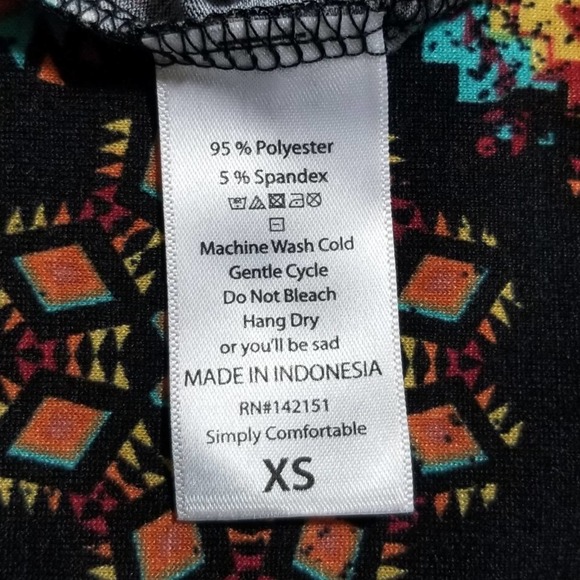 95 % Polyester
5 % Spandex
Machine Wash Cold
Gentle Cycle
Do Not Bleach
Hang Dry
or you'll be sad
MADE IN INDONESIA
RN#142151
Simply Comfortable
XS